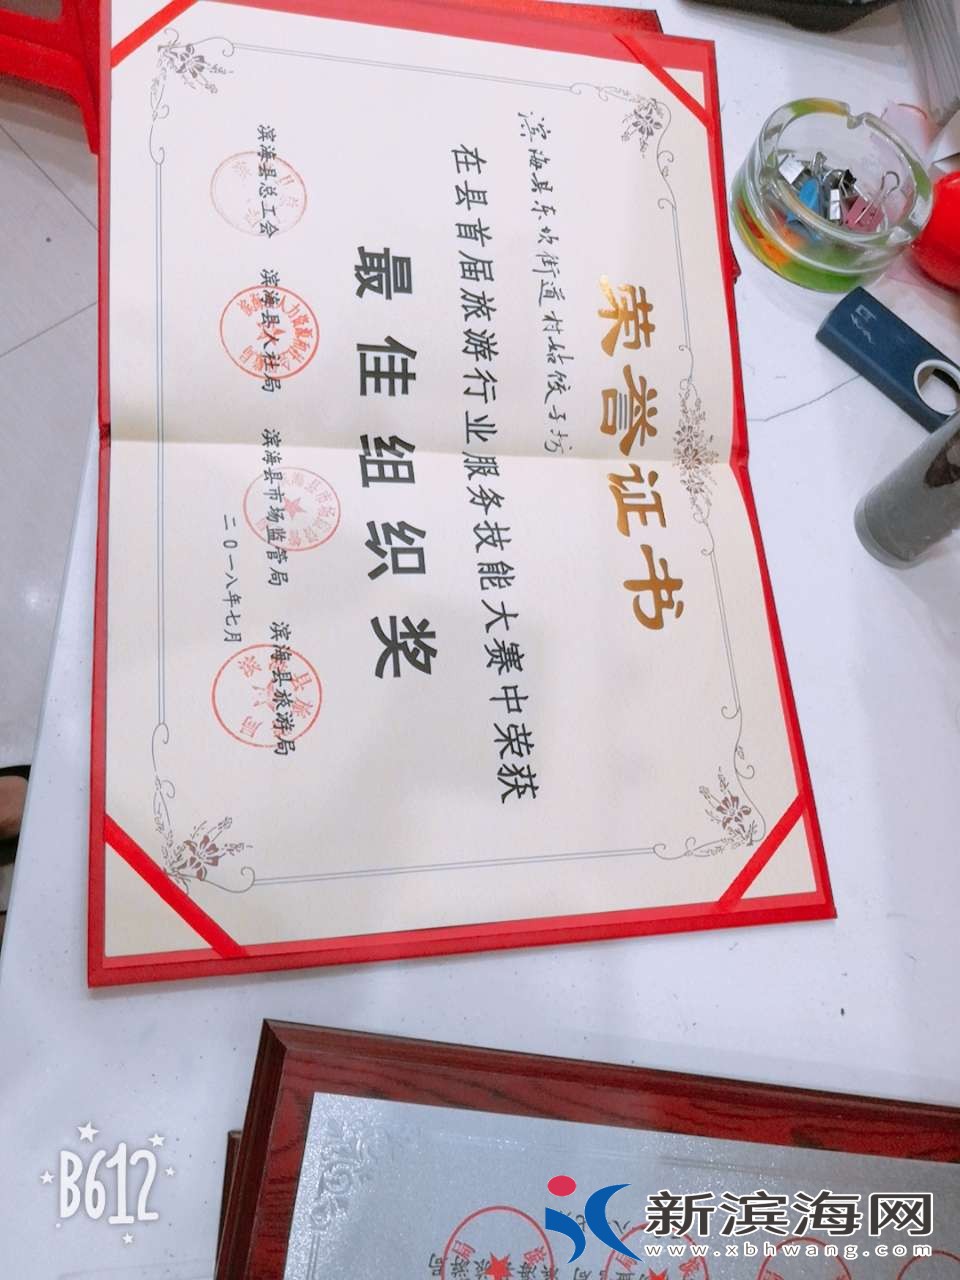 荣誉证书
滨海县东坎街道村姑饺子坊
在县首届旅游行业服务技能大赛中荣获
最佳组织奖
滨海县总工会 滨海县人社局 滨海县市场监管局 滨海县旅游局
二〇一八年七月
B612
新滨海网
www.xbhwang.com